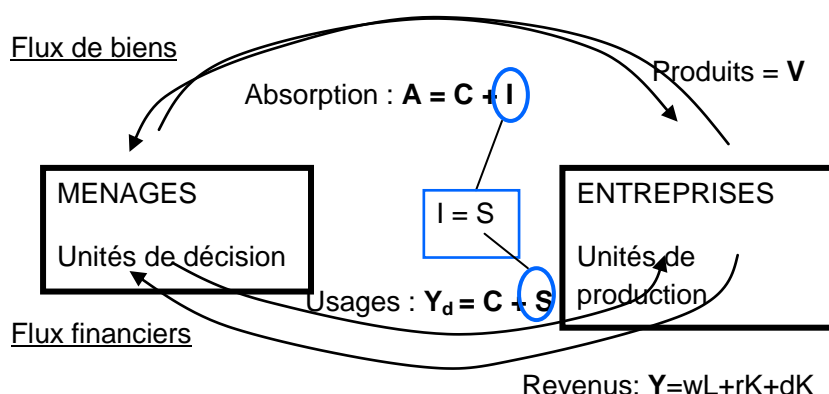 Flux de biens
Produits = V
Absorption : A = C + I
MENAGES
Unités de décision
I = S
ENTREPRISES
Unités de
production
Usages : Yd = C + S
Flux financiers
Revenus: Y=wL+rK+dK